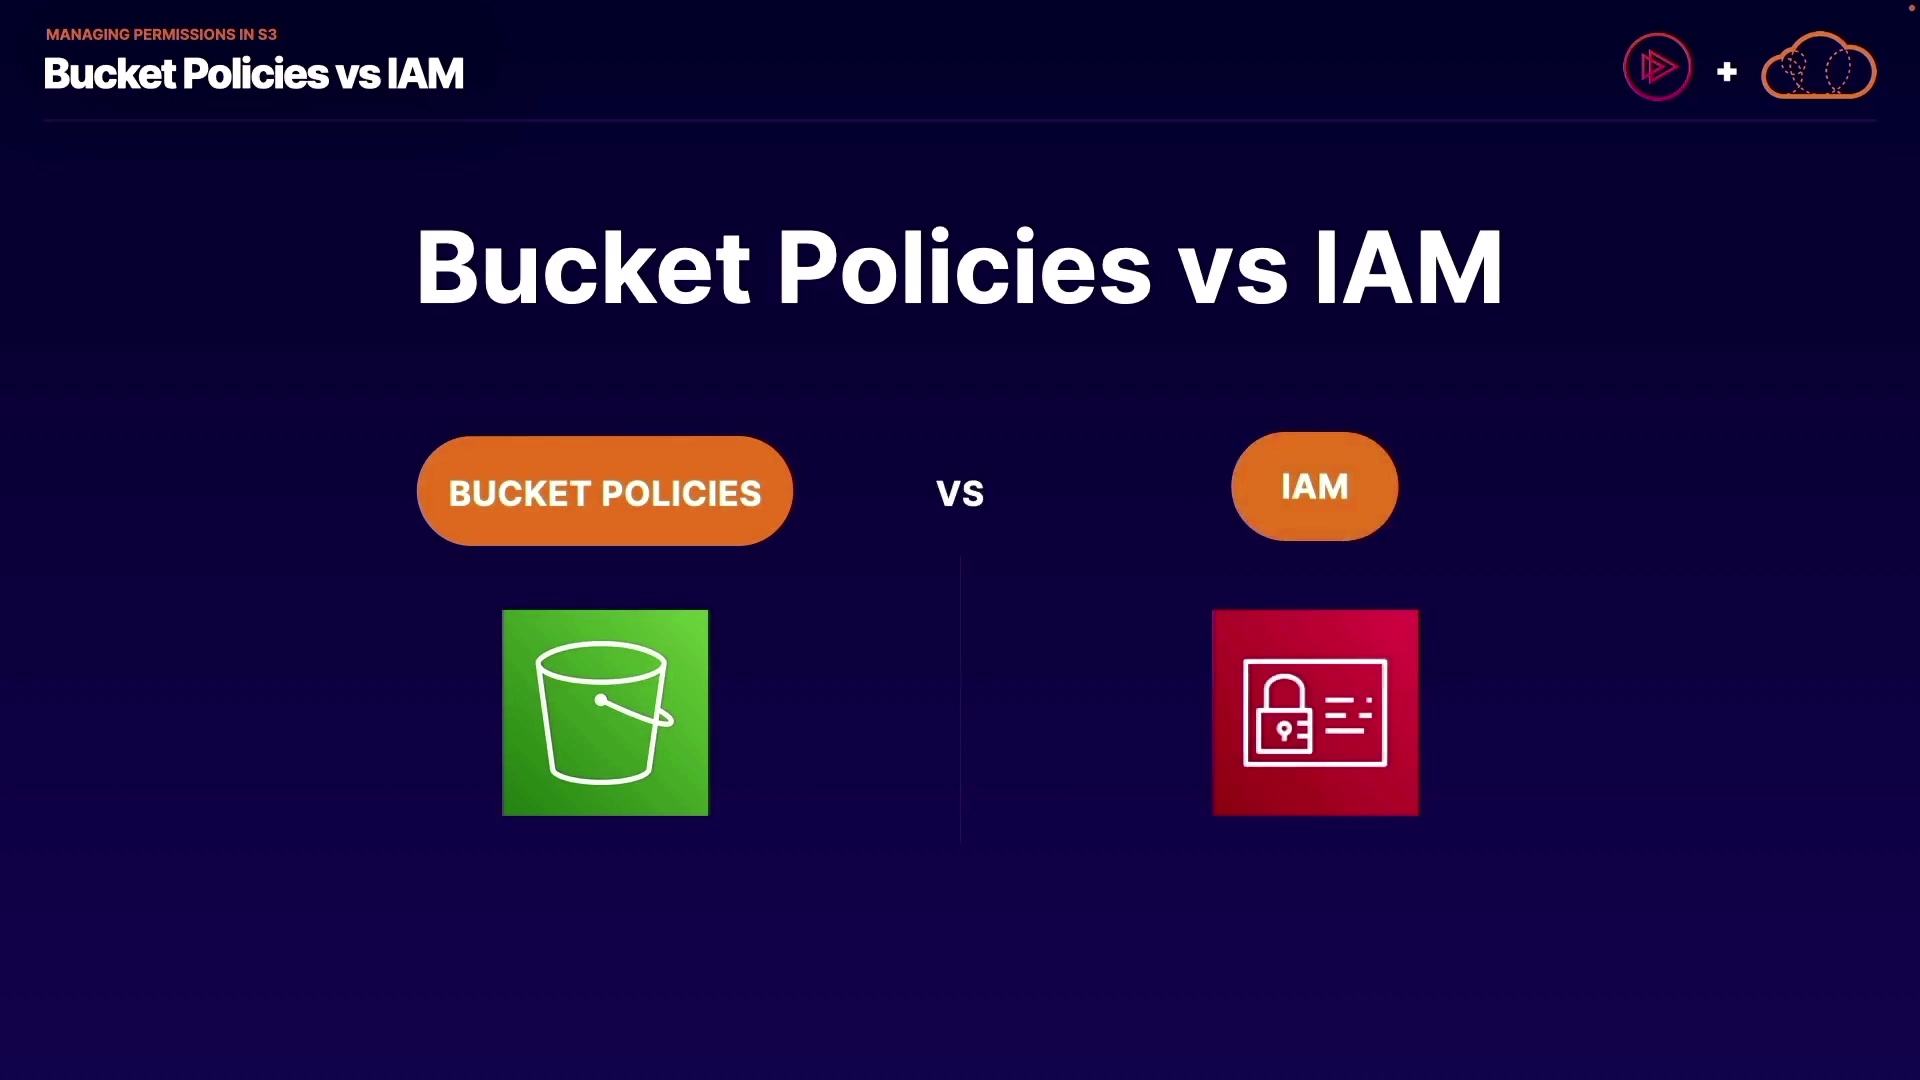 MANAGING PERMISSIONS IN S3
Bucket Policies vs IAM
Bucket Policies vs IAM
BUCKET POLICIES
VS
IAM